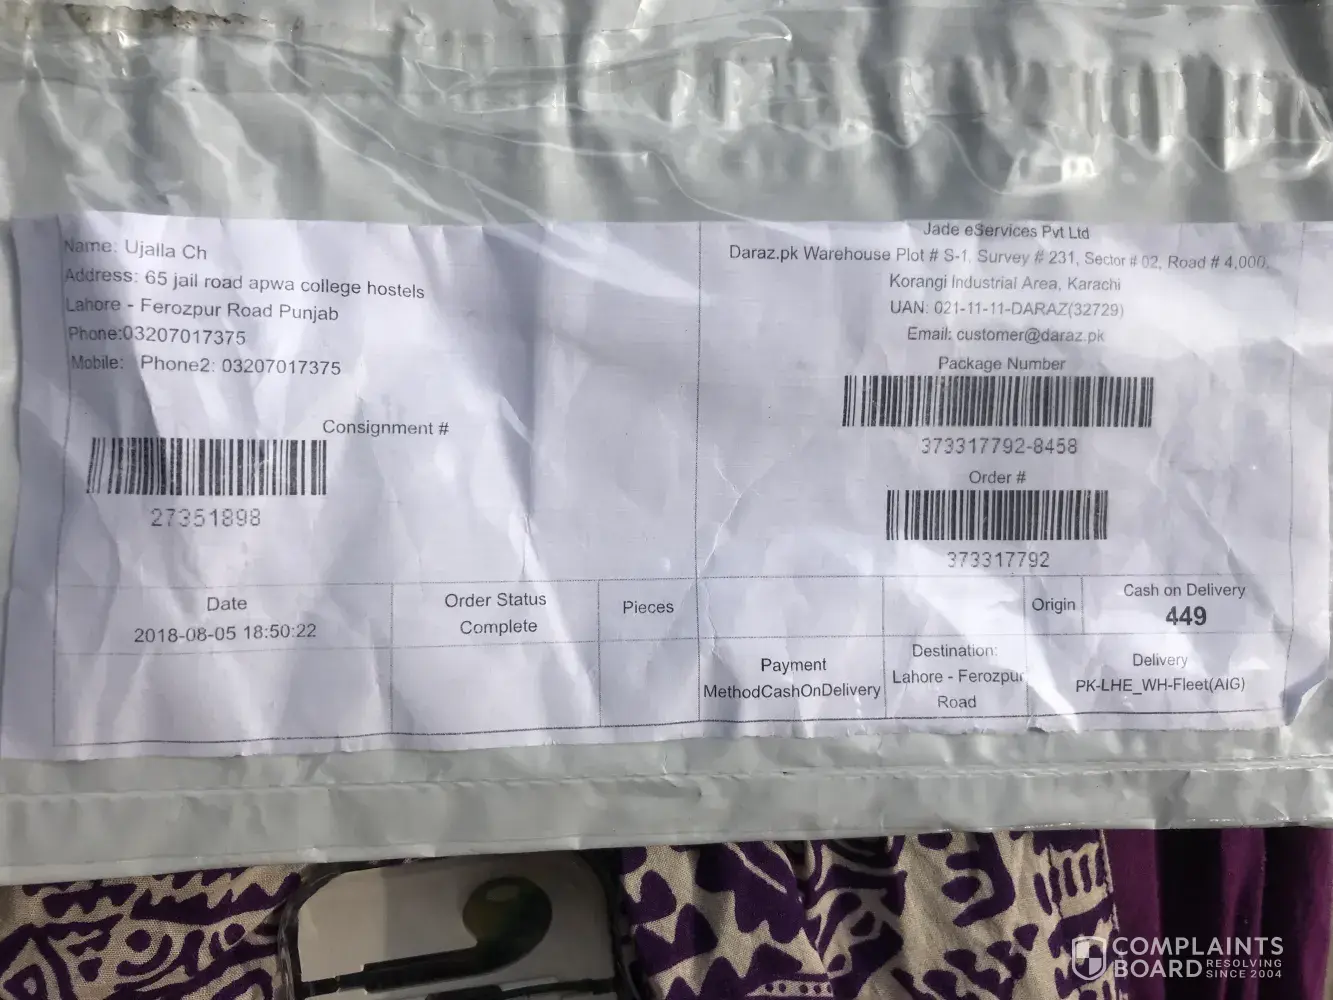 Name: Ujalla Ch
Address: 65 jail road apwa college hostels
Lahore - Ferozpur Road Punjab
Phone:03207017375
Mobile: Phone2: 03207017375
Consignment #
27351898
Jade eServices Pvt Ltd
Daraz.pk Warehouse Plot # S-1, Survey # 231, Sector # 02, Road # 4,000,
Korangi Industrial Area, Karachi
UAN: 021-11-11-DARAZ(32729)
Email: customer@daraz.pk
Package Number
373317792-8458
Order #
373317792
Date
2018-08-05 18:50:22
Order Status
Complete
Pieces
Origin
Cash on Delivery
449
Payment
MethodCashOnDelivery
Destination:
Lahore - Ferozpur
Road
Delivery
PK-LHE_WH-Fleet(AIG)
COMPLAINTS
BOARD RESOLVING
SINCE 2004